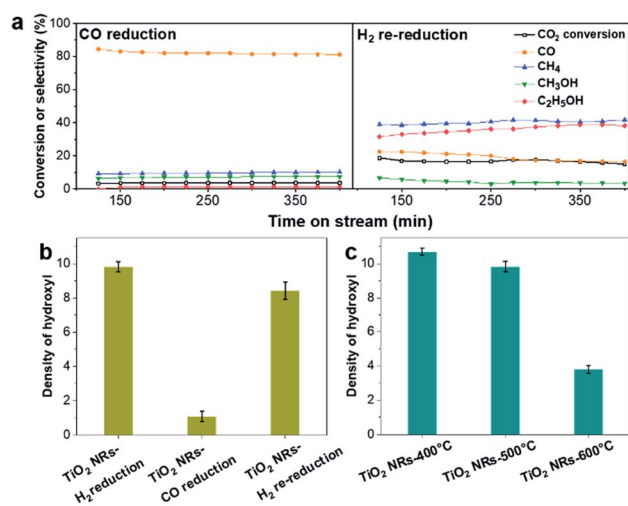 a
CO reduction
H2 re-reduction
CO2 conversion
CO
CH4
CH3OH
C2H5OH
Conversion or selectivity (%)
100
80
60
40
20
0
150
250
350
150
250
350
Time on stream (min)
b
Density of hydroxyl
10
8
6
4
2
0
TiO2 NRs-
H2 reduction
TiO2 NRs-
CO reduction
TiO2 NRs-
H2 re-reduction
c
Density of hydroxyl
10
8
6
4
2
0
TiO2 NRs-400°C
TiO2 NRs-500°C
TiO2 NRs-600°C